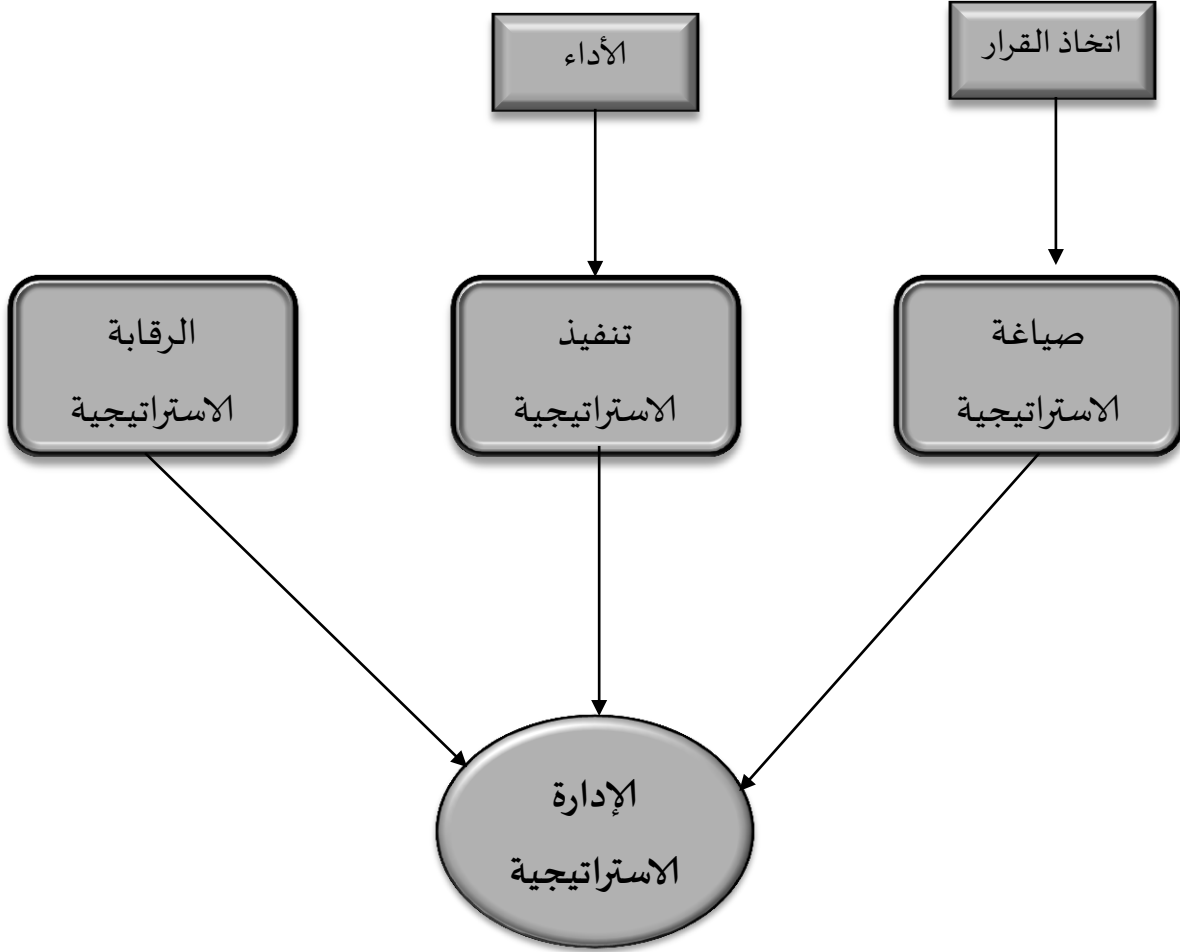 اتخاذ القرار
الأداء
صياغة
الاستراتيجية
تنفيذ
الاستراتيجية
الرقابة
الاستراتيجية
الإدارة
الاستراتيجية